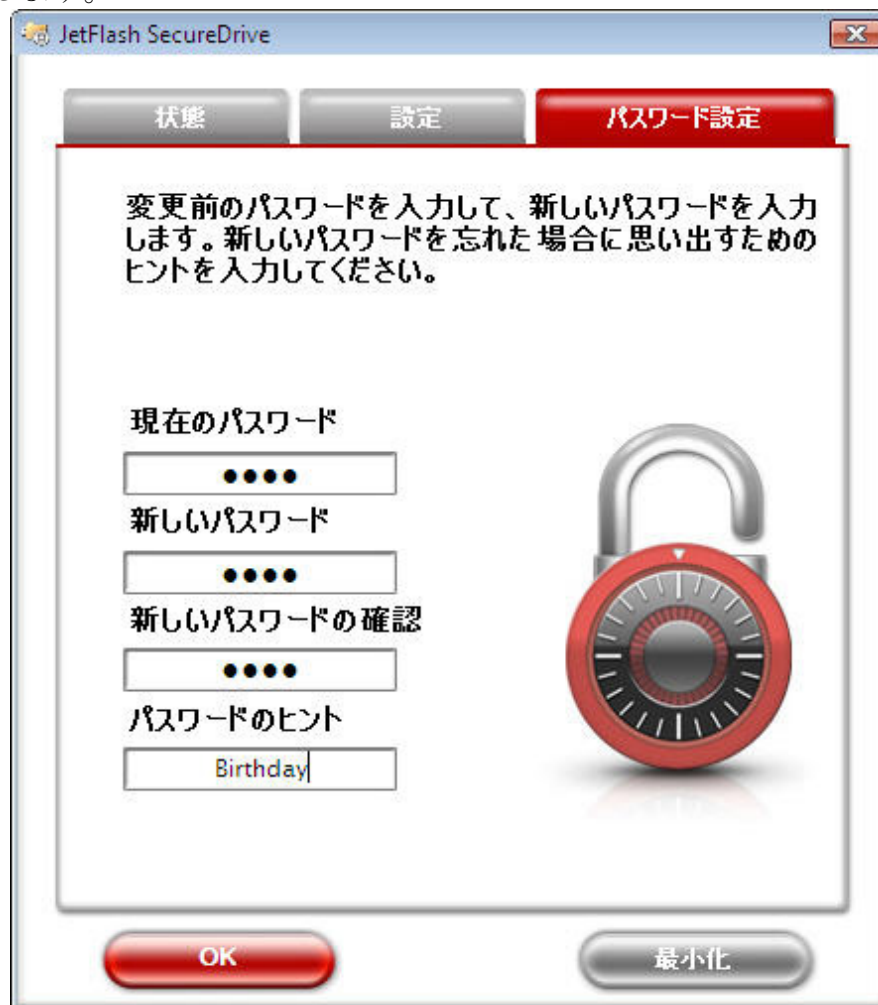 JetFlash SecureDrive
状態 設定 パスワード設定
変更前のパスワードを入力して、新しいパスワードを入力
します。新しいパスワードを忘れた場合に思い出すための
ヒントを入力してください。
現在のパスワード
●●●●
新しいパスワード
●●●●
新しいパスワードの確認
●●●●
パスワードのヒント
Birthday
OK 最小化